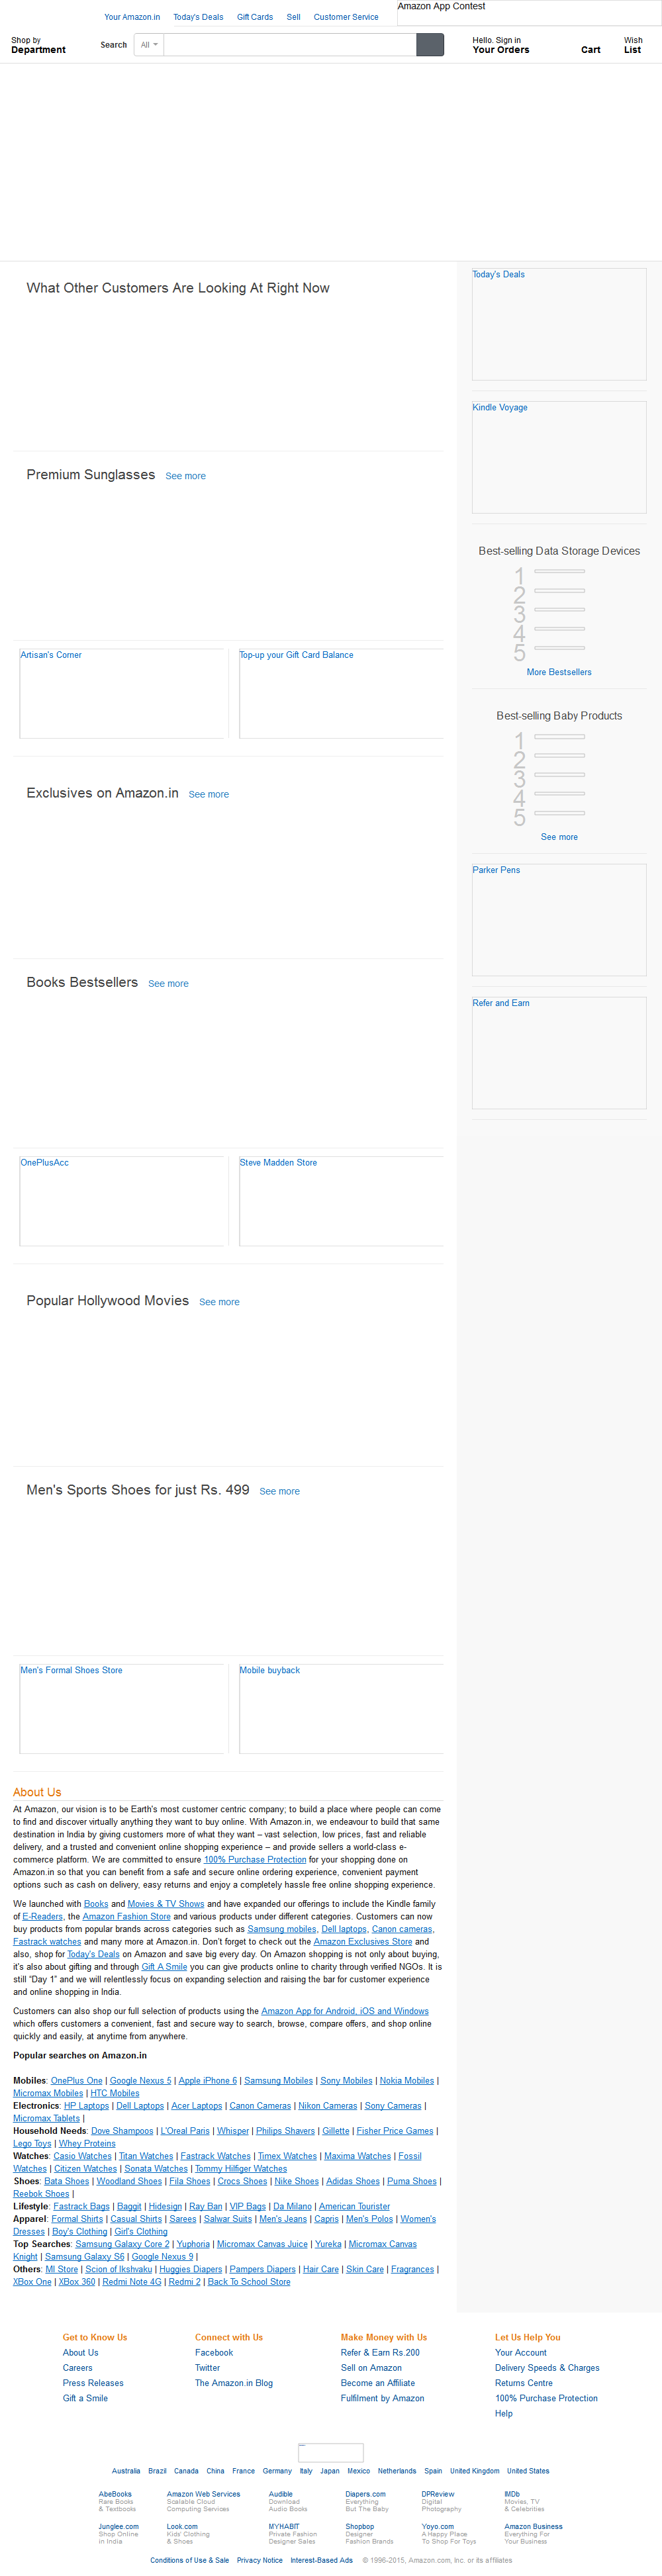 Your Amazon.in Today's Deals Gift Cards Sell Customer Service
Amazon App Contest
Shop by
Department
Search All
Hello. Sign in
Your Orders
Cart
Wish
List
What Other Customers Are Looking At Right Now
Premium Sunglasses See more
Artisan's Corner
Top-up your Gift Card Balance
Exclusives on Amazon.in See more
Books Bestsellers See more
OnePlusAcc
Steve Madden Store
Popular Hollywood Movies See more
Men's Sports Shoes for just Rs. 499 See more
Men's Formal Shoes Store
Mobile buyback
Today's Deals
Kindle Voyage
Best-selling Data Storage Devices
1
2
3
4
5
More Bestsellers
Best-selling Baby Products
1
2
3
4
5
See more
Parker Pens
Refer and Earn
About Us
At Amazon, our vision is to be Earth's most customer centric company; to build a place where people can come
to find and discover virtually anything they want to buy online. With Amazon.in, we endeavour to build that same
destination in India by giving customers more of what they want – vast selection, low prices, fast and reliable
delivery, and a trusted and convenient online shopping experience – and provide sellers a world-class e-
commerce platform. We are committed to ensure 100% Purchase Protection for your shopping done on
Amazon.in so that you can benefit from a safe and secure online ordering experience, convenient payment
options such as cash on delivery, easy returns and enjoy a completely hassle free online shopping experience.
We launched with Books and Movies & TV Shows and have expanded our offerings to include the Kindle family
of E-Readers, the Amazon Fashion Store and various products under different categories. Customers can now
buy products from popular brands across categories such as Samsung mobiles, Dell laptops, Canon cameras,
Fastrack watches and many more at Amazon.in. Don't forget to check out the Amazon Exclusives Store and
also, shop for Today's Deals on Amazon and save big every day. On Amazon shopping is not only about buying,
it's also about gifting and through Gift A Smile you can give products online to charity through verified NGOs. It is
still “Day 1” and we will relentlessly focus on expanding selection and raising the bar for customer experience
and online shopping in India.
Customers can also shop our full selection of products using the Amazon App for Android, iOS and Windows
which offers customers a convenient, fast and secure way to search, browse, compare offers, and shop online
quickly and easily, at anytime from anywhere.
Popular searches on Amazon.in
Mobiles: OnePlus One | Google Nexus 5 | Apple iPhone 6 | Samsung Mobiles | Sony Mobiles | Nokia Mobiles |
Micromax Mobiles | HTC Mobiles
Electronics: HP Laptops | Dell Laptops | Acer Laptops | Canon Cameras | Nikon Cameras | Sony Cameras |
Micromax Tablets |
Household Needs: Dove Shampoos | L'Oreal Paris | Whisper | Philips Shavers | Gillette | Fisher Price Games |
Lego Toys | Whey Proteins
Watches: Casio Watches | Titan Watches | Fastrack Watches | Timex Watches | Maxima Watches | Fossil
Watches | Citizen Watches | Sonata Watches | Tommy Hilfiger Watches
Shoes: Bata Shoes | Woodland Shoes | Fila Shoes | Crocs Shoes | Nike Shoes | Adidas Shoes | Puma Shoes |
Reebok Shoes |
Lifestyle: Fastrack Bags | Baggit | Hidesign | Ray Ban | VIP Bags | Da Milano | American Tourister
Apparel: Formal Shirts | Casual Shirts | Sarees | Salwar Suits | Men's Jeans | Capris | Men's Polos | Women's
Dresses | Boy's Clothing | Girl's Clothing
Top Searches: Samsung Galaxy Core 2 | Yuphoria | Micromax Canvas Juice | Yureka | Micromax Canvas
Knight | Samsung Galaxy S6 | Google Nexus 9 |
Others: MI Store | Scion of Ikshvaku | Huggies Diapers | Pampers Diapers | Hair Care | Skin Care | Fragrances |
XBox One | XBox 360 | Redmi Note 4G | Redmi 2 | Back To School Store
Get to Know Us
About Us
Careers
Press Releases
Gift a Smile
Connect with Us
Facebook
Twitter
The Amazon.in Blog
Make Money with Us
Refer & Earn Rs.200
Sell on Amazon
Become an Affiliate
Fulfilment by Amazon
Let Us Help You
Your Account
Delivery Speeds & Charges
Returns Centre
100% Purchase Protection
Help
Australia Brazil Canada China France Germany Italy Japan Mexico Netherlands Spain United Kingdom United States
AbeBooks
Rare Books
& Textbooks
Amazon Web Services
Scalable Cloud
Computing Services
Audible
Download
Audio Books
Diapers.com
Everything
But The Baby
DPReview
Digital
Photography
IMDb
Movies, TV
& Celebrities
Junglee.com
Shop Online
in India
Look.com
Kids' Clothing
& Shoes
MYHABIT
Private Fashion
Designer Sales
Shopbop
Designer
Fashion Brands
Yoyo.com
A Happy Place
To Shop For Toys
Amazon Business
Everything For
Your Business
Conditions of Use & Sale Privacy Notice Interest-Based Ads © 1996-2015, Amazon.com, Inc. or its affiliates